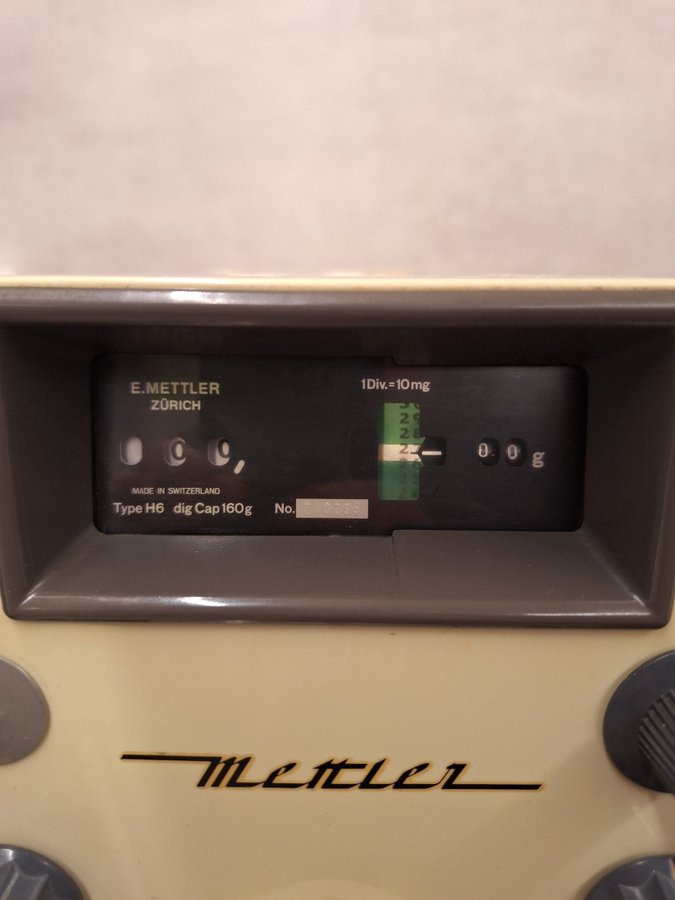 E.METTLER
ZÜRICH
1Div.=10mg
0 0,
0 0 g
MADE IN SWITZERLAND
Type H6 dig Cap 160g No.
Mettler